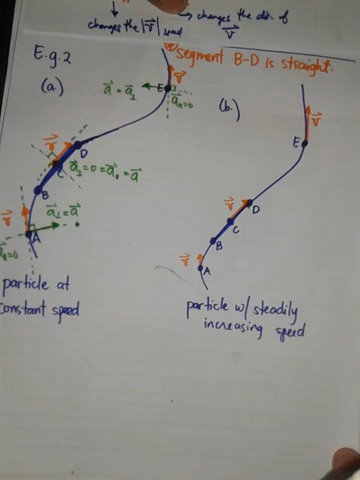 changes the |v⃗| speed
→ changes the dir. of
v⃗
E.g.2
segment B-D is straight.
(a.)
a⃗ = a⃗⊥
E
v⃗
a⃗∥=0
(b.)
v⃗
v⃗
D
C
B
a⃗⊥=0=a⃗∥=a⃗
E
v⃗
a⃗⊥=a⃗
A
a∥=0
v⃗
D
C
B
v⃗
A
particle at
constant speed
particle w/ steadily
increasing speed